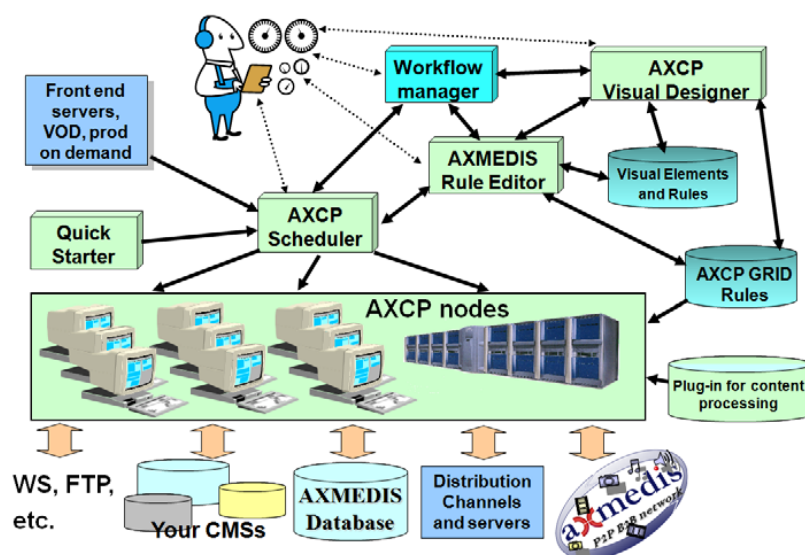 Front end
servers,
VOD, prod
on demand
Workflow
manager
AXCP
Visual Designer
AXMEDIS
Rule Editor
Visual Elements
and Rules
AXCP
Scheduler
Quick
Starter
AXCP GRID
Rules
AXCP nodes
Plug-in for content
processing
WS, FTP,
etc.
Your CMSs
AXMEDIS
Database
Distribution
Channels
and servers
axmedis
P2P B2B network